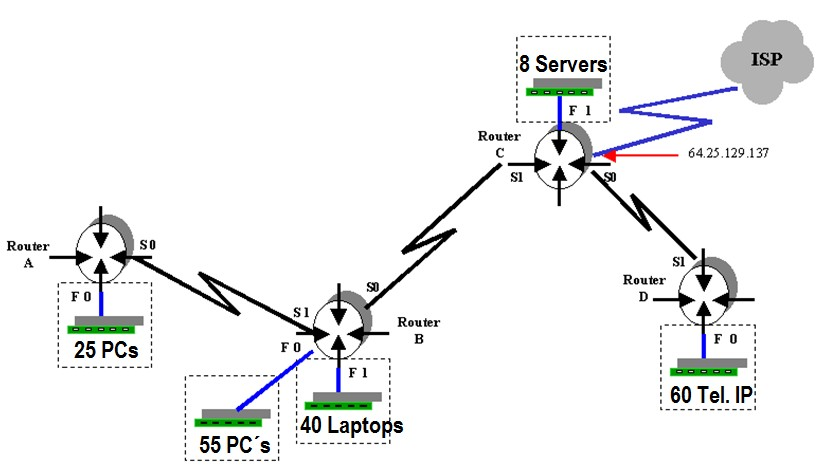 8 Servers
ISP
F 1
Router
C
64.25.129.137
S1
S0
Router
A
S0
S1
F 0
Router
D
S0
S1
Router
B
25 PCs
F 0
F 1
F 0
60 Tel. IP
40 Laptops
55 PC´s